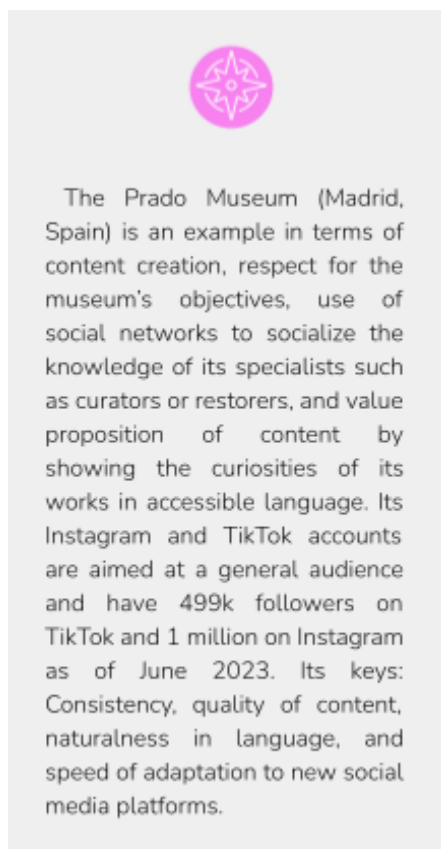 The Prado Museum (Madrid,
Spain) is an example in terms of
content creation, respect for the
museum's objectives, use of
social networks to socialize the
knowledge of its specialists such
as curators or restorers, and value
proposition of content by
showing the curiosities of its
works in accessible language. Its
Instagram and TikTok accounts
are aimed at a general audience
and have 499k followers on
TikTok and 1 million on Instagram
as of June 2023. Its keys:
Consistency, quality of content,
naturalness in language, and
speed of adaptation to new social
media platforms.